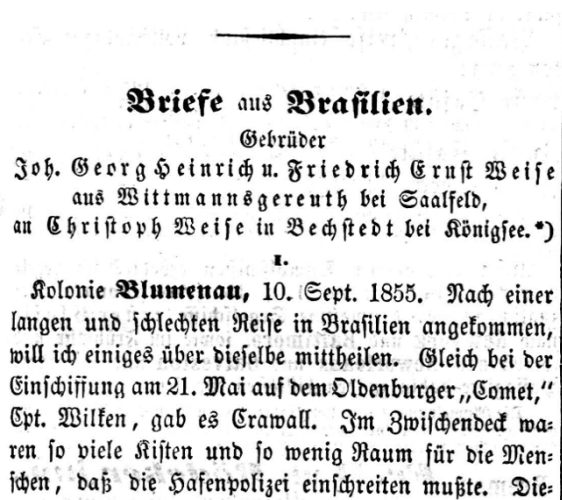 Briefe aus Brasilien.
Gebrüder
Joh. Georg Heinrich u. Friedrich Ernst Weise
aus Wittmannsgereuth bei Saalfeld,
an Christoph Weise in Bechstedt bei Königsee.*)
I.
Kolonie Blumenau, 10. Sept. 1855. Nach einer
langen und schlechten Reise in Brasilien angekommen,
will ich einiges über dieselbe mittheilen. Gleich bei der
Einschiffung am 21. Mai auf dem Oldenburger „Comet,"
Cpt. Wilken, gab es Crawall. Im Zwischendeck wa-
ren so viele Kisten und so wenig Raum für die Men-
schen, daß die Hafenpolizei einschreiten mußte. Die-